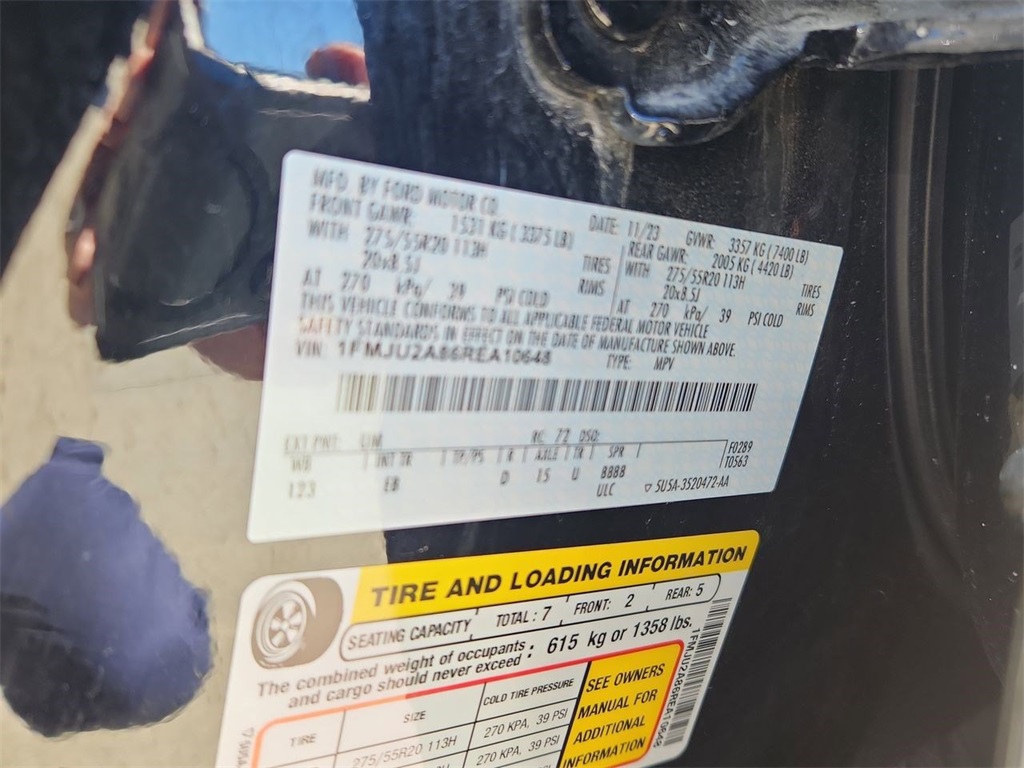 MFD. BY FORD MOTOR CO.
DATE: 11/23 GVWR: 3357 KG ( 7400 LB)
FRONT GAWR: 1531 KG ( 3375 LB) REAR GAWR: 2005 KG ( 4420 LB)
WITH 275/55R20 113H TIRES WITH 275/55R20 113H TIRES
20x8.5J RIMS 20x8.5J RIMS
AT 270 kPa/ 39 PSI COLD AT 270 kPa/ 39 PSI COLD
THIS VEHICLE CONFORMS TO ALL APPLICABLE FEDERAL MOTOR VEHICLE
SAFETY STANDARDS IN EFFECT ON THE DATE OF MANUFACTURE SHOWN ABOVE.
VIN: 1FMJU2A86REA10648 TYPE: MPV
EXT PNT: UM RC: 72 DSO:
WB INT TR TP/PS R AXLE TR SPR F0289
123 EB D 15 U 8888 T0563
ULC 5U5A-3520472-AA
TIRE AND LOADING INFORMATION
SEATING CAPACITY TOTAL : 7 FRONT: 2 REAR: 5
The combined weight of occupants
and cargo should never exceed : 615 kg or 1358 lbs.
TIRE SIZE COLD TIRE PRESSURE
275/55R20 113H 270 KPA, 39 PSI
270 KPA, 39 PSI
SEE OWNERS
MANUAL FOR
ADDITIONAL
INFORMATION
1FMJU2A86REA10648